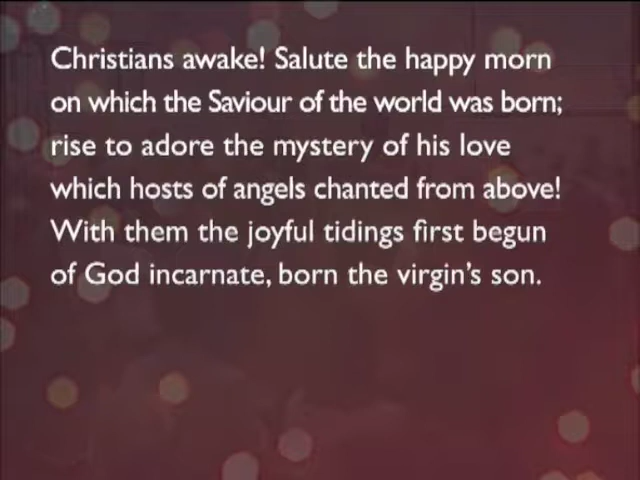 Christians awake! Salute the happy morn
on which the Saviour of the world was born;
rise to adore the mystery of his love
which hosts of angels chanted from above!
With them the joyful tidings first begun
of God incarnate, born the virgin's son.